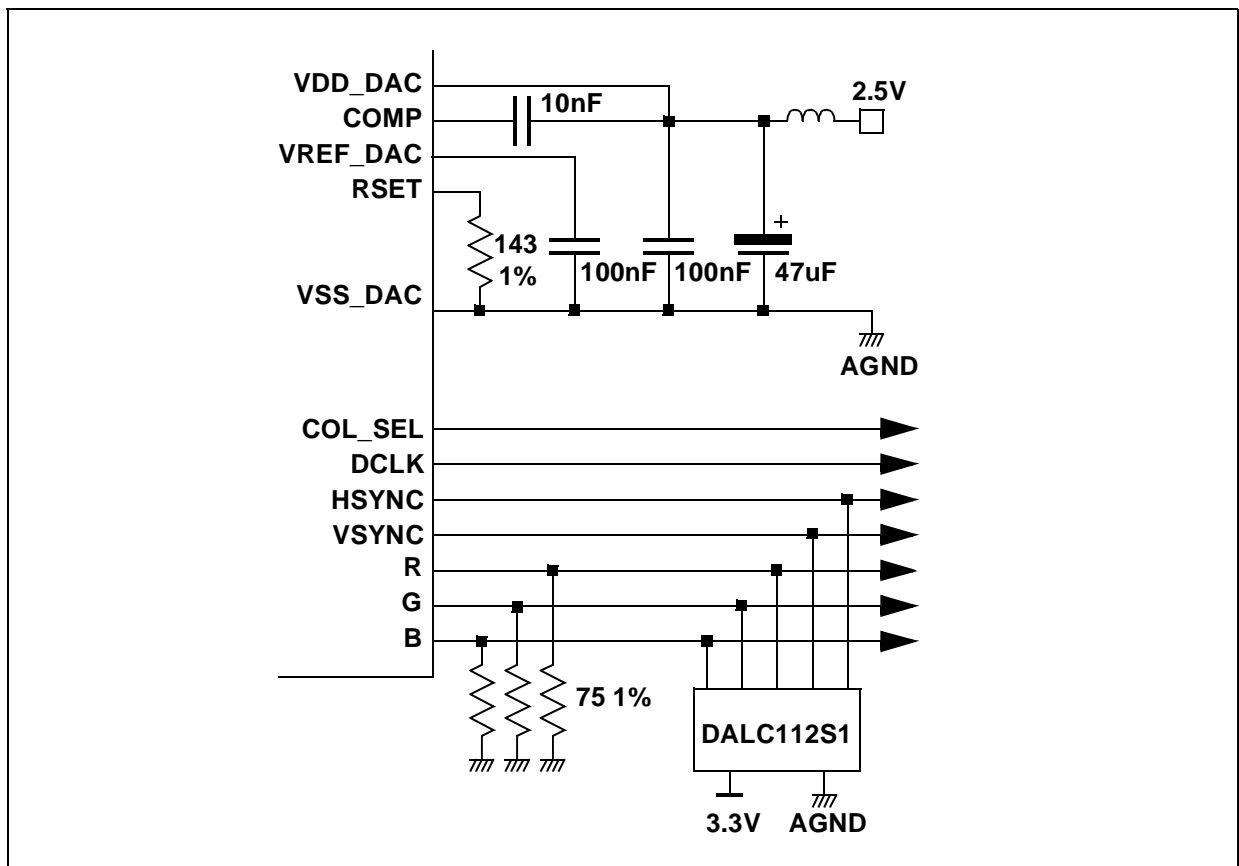 VDD_DAC
2.5V
10nF
COMP
VREF_DAC
RSET
+
143
1%
100nF
100nF
47uF
VSS_DAC
AGND
COL_SEL
DCLK
HSYNC
VSYNC
R
G
B
75 1%
DALC112S1
3.3V
AGND